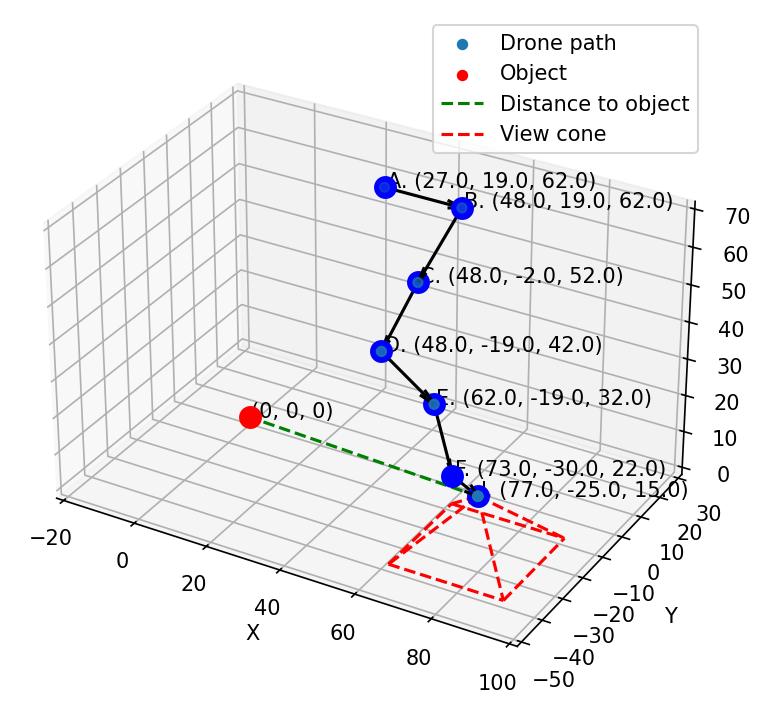 Drone path
Object
Distance to object
View cone
A. (27.0, 19.0, 62.0)
B. (48.0, 19.0, 62.0)
C. (48.0, -2.0, 52.0)
D. (48.0, -19.0, 42.0)
E. (62.0, -19.0, 32.0)
(0, 0, 0)
F. (73.0, -30.0, 22.0)
(77.0, -25.0, 15.0)
70
60
50
40
30
20
10
0
−20
0
20
40
60
80
100
X
30
20
10
0
−10
−20
−30
−40
−50
Y